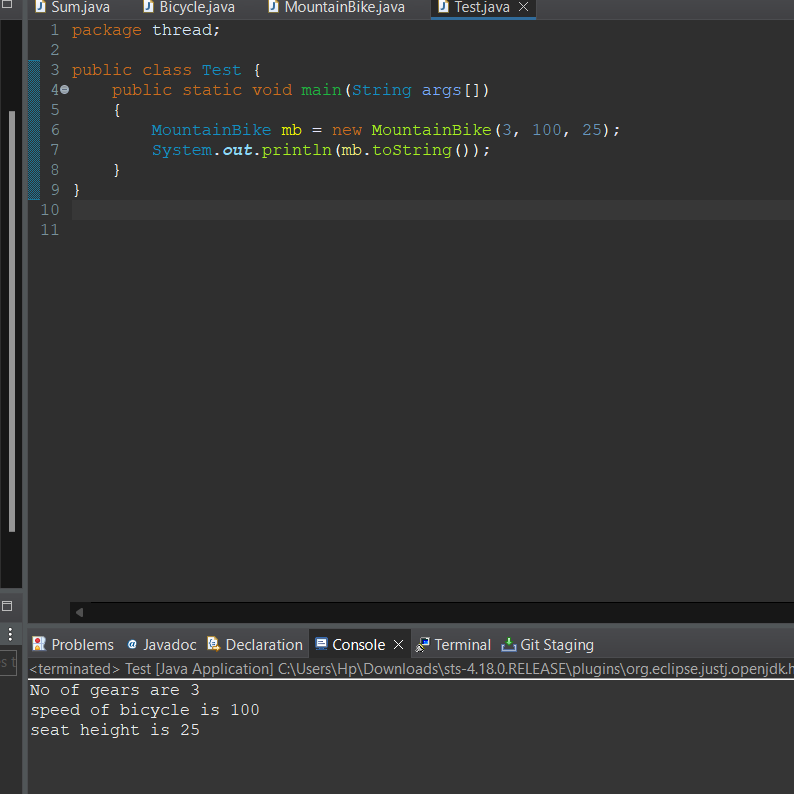 Sum.java Bicycle.java MountainBike.java Test.java
1 package thread;
2
3 public class Test {
4 public static void main(String args[])
5 {
6 MountainBike mb = new MountainBike(3, 100, 25);
7 System.out.println(mb.toString());
8 }
9 }
10
11
Problems @ Javadoc Declaration Console Terminal Git Staging
<terminated> Test [Java Application] C:\Users\Hp\Downloads\sts-4.18.0.RELEASE\plugins\org.eclipse.justj.openjdk.h
No of gears are 3
speed of bicycle is 100
seat height is 25